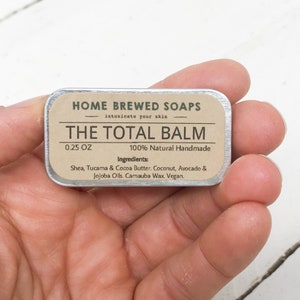 HOME BREWED SOAPS
intoxicate your skin
THE TOTAL BALM
0.25 OZ 100% Natural Handmade
Ingredients:
Shea, Tucama & Cocoa Butter, Coconut, Avocado &
Jojoba Oils, Carnauba Wax. Vegan.